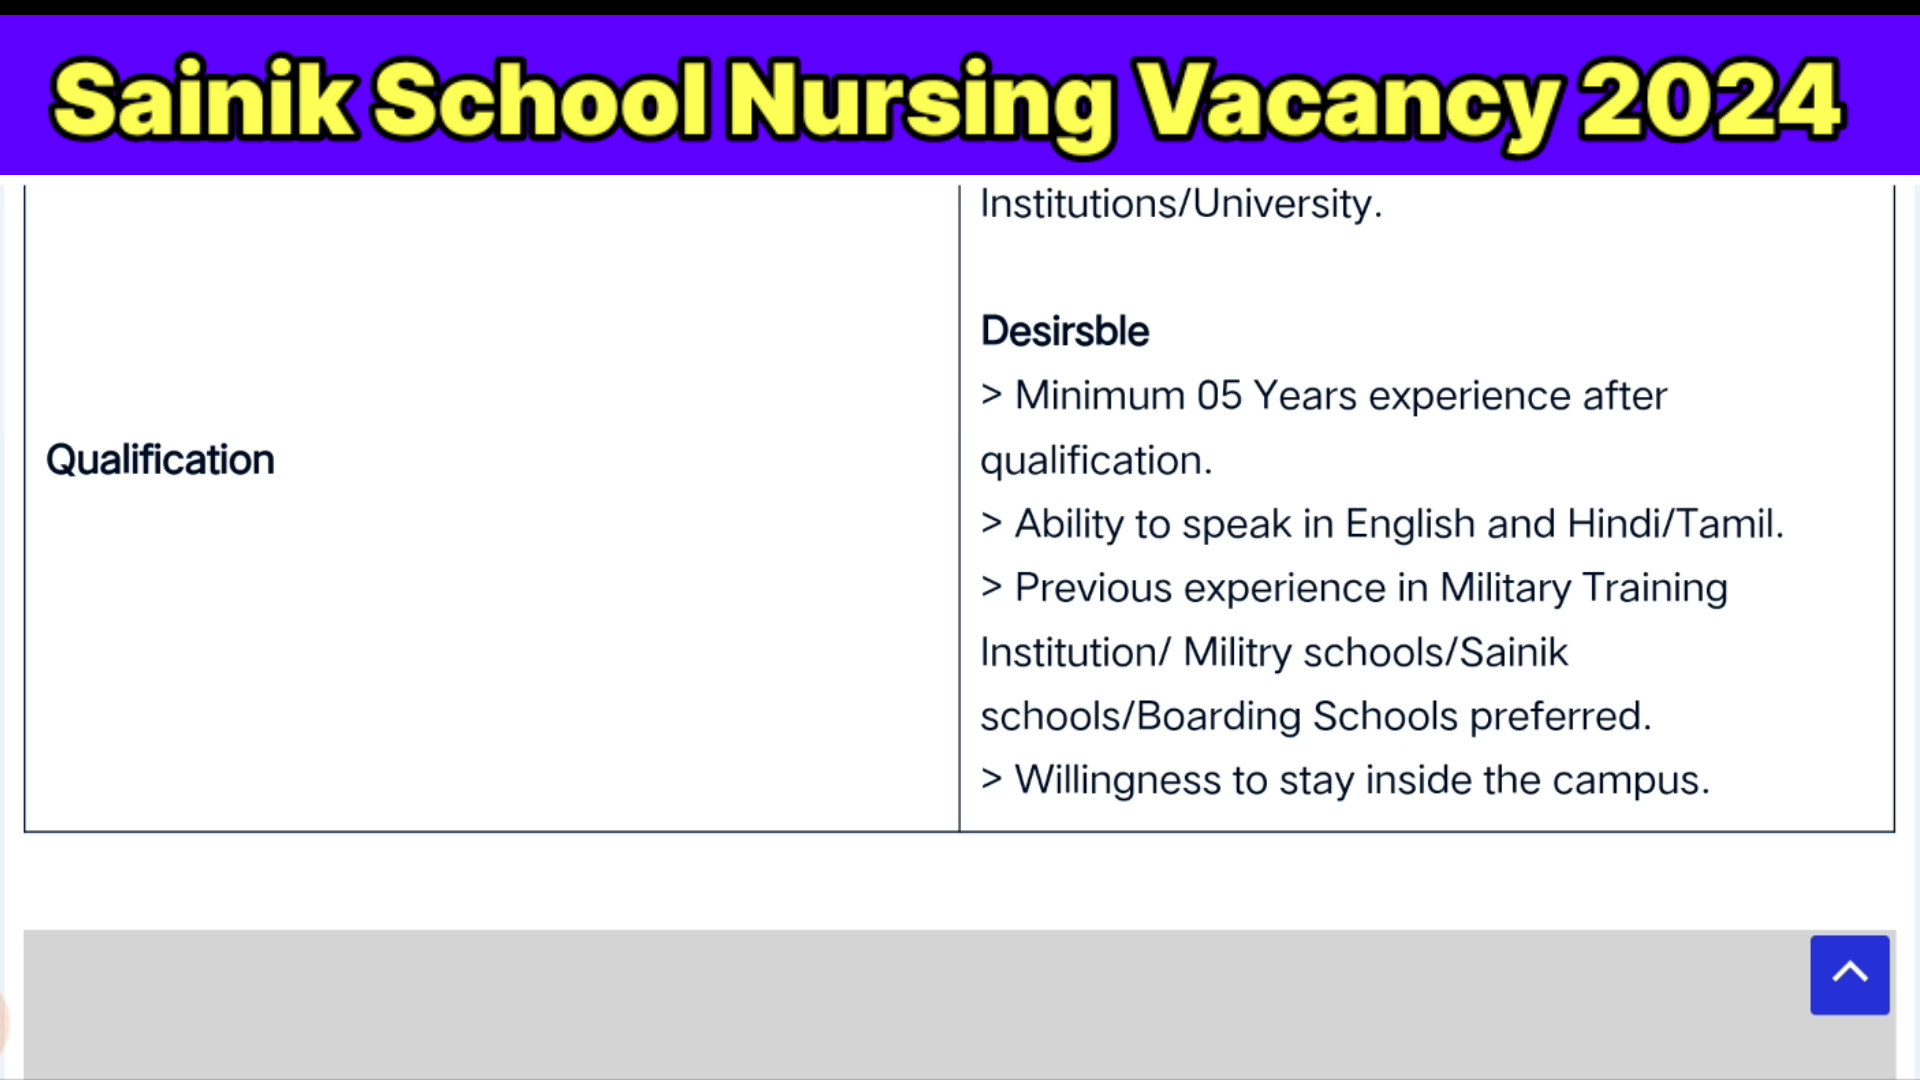 Sainik School Nursing Vacancy 2024
Institutions/University.
Desirsble
> Minimum 05 Years experience after
qualification.
Qualification
> Ability to speak in English and Hindi/Tamil.
> Previous experience in Military Training
Institution/ Militry schools/Sainik
schools/Boarding Schools preferred.
> Willingness to stay inside the campus.